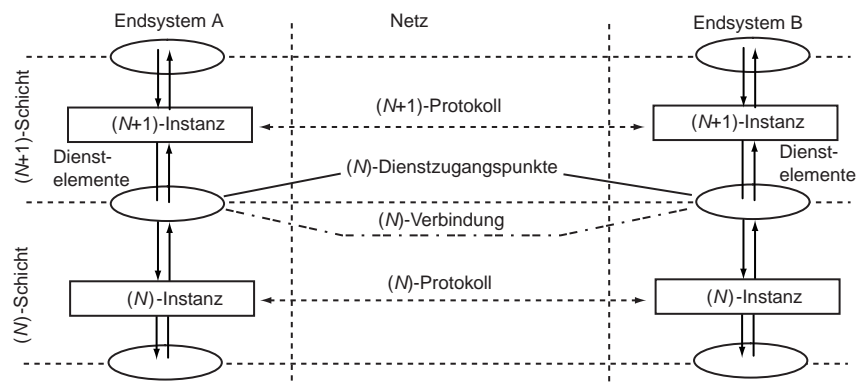 Endsystem A
Netz
Endsystem B
(N+1)-Schicht
(N+1)-Instanz
(N+1)-Protokoll
(N+1)-Instanz
Dienst-
elemente
(N)-Dienstzugangspunkte
Dienst-
elemente
(N)-Verbindung
(N)-Schicht
(N)-Instanz
(N)-Protokoll
(N)-Instanz